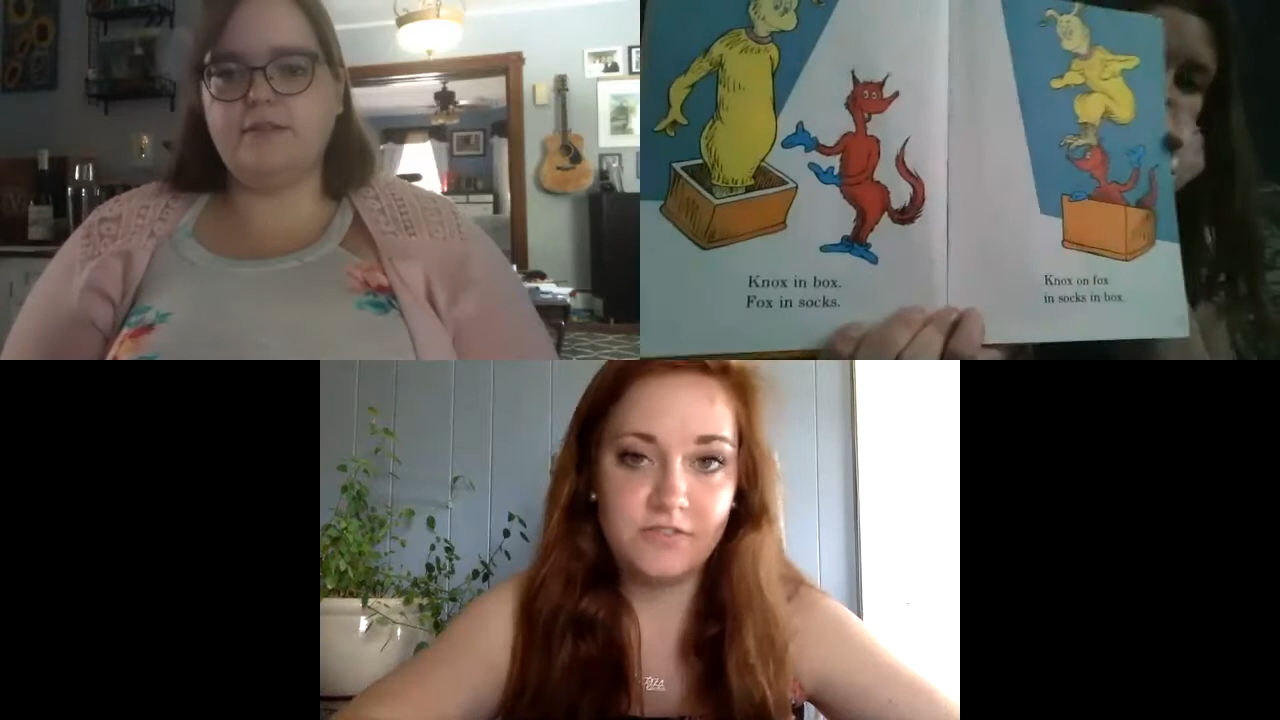 Knox in box.
Fox in socks.
Knox on fox
in socks in box.